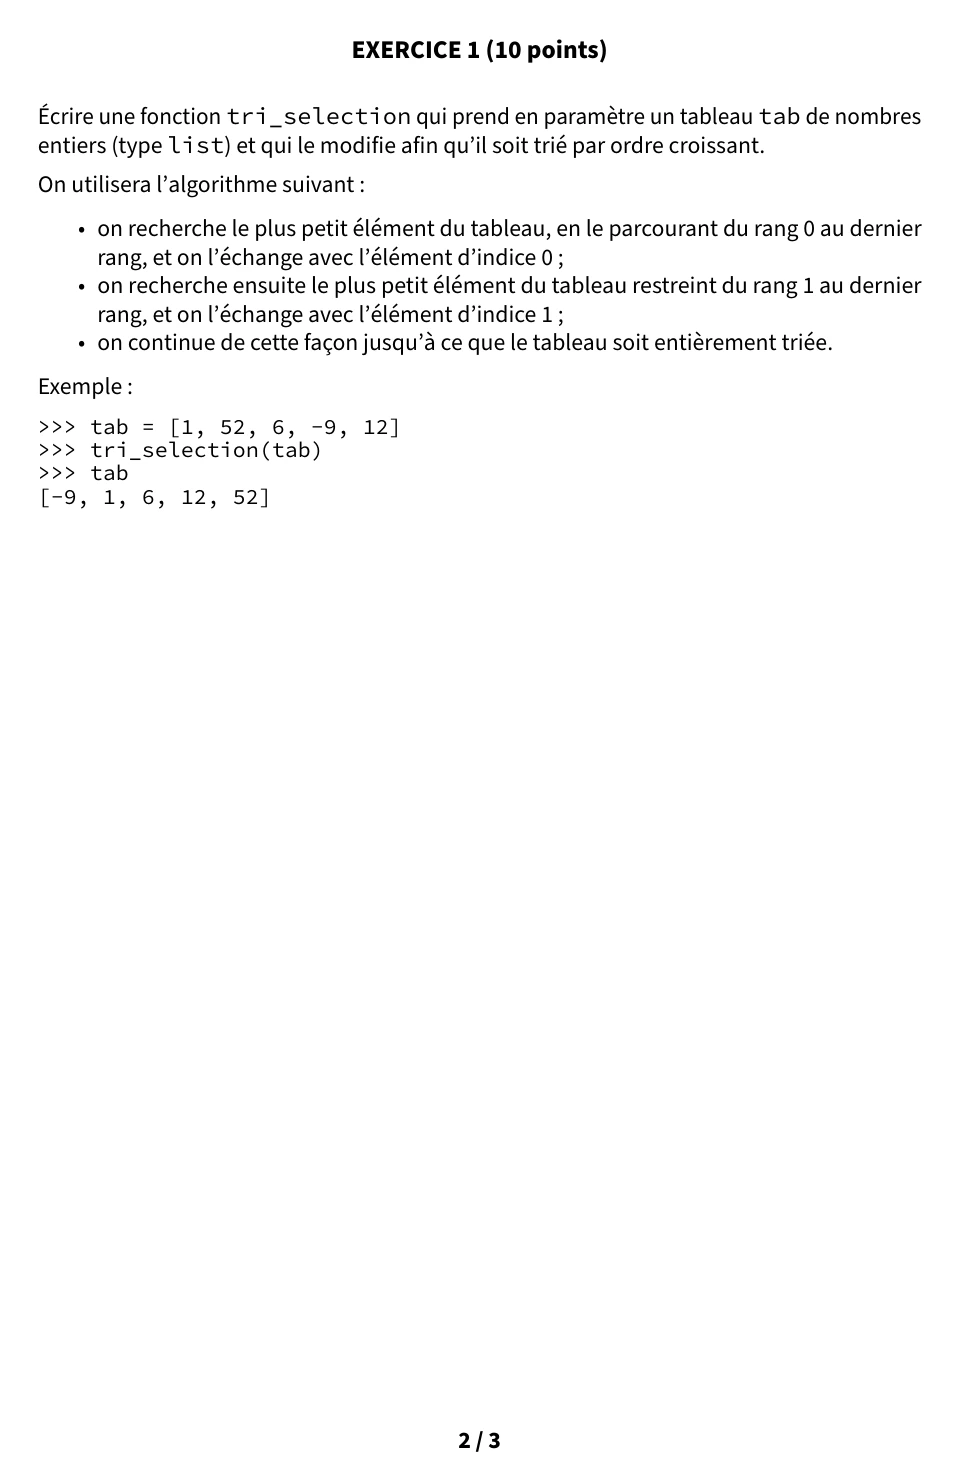 EXERCICE 1 (10 points)
Écrire une fonction tri_selection qui prend en paramètre un tableau tab de nombres
entiers (type list) et qui le modifie afin qu’il soit trié par ordre croissant.
On utilisera l’algorithme suivant :
• on recherche le plus petit élément du tableau, en le parcourant du rang 0 au dernier
rang, et on l’échange avec l’élément d’indice 0 ;
• on recherche ensuite le plus petit élément du tableau restreint du rang 1 au dernier
rang, et on l’échange avec l’élément d’indice 1 ;
• on continue de cette façon jusqu’à ce que le tableau soit entièrement triée.
Exemple :
>>> tab = [1, 52, 6, -9, 12]
>>> tri_selection(tab)
>>> tab
[-9, 1, 6, 12, 52]
2 / 3